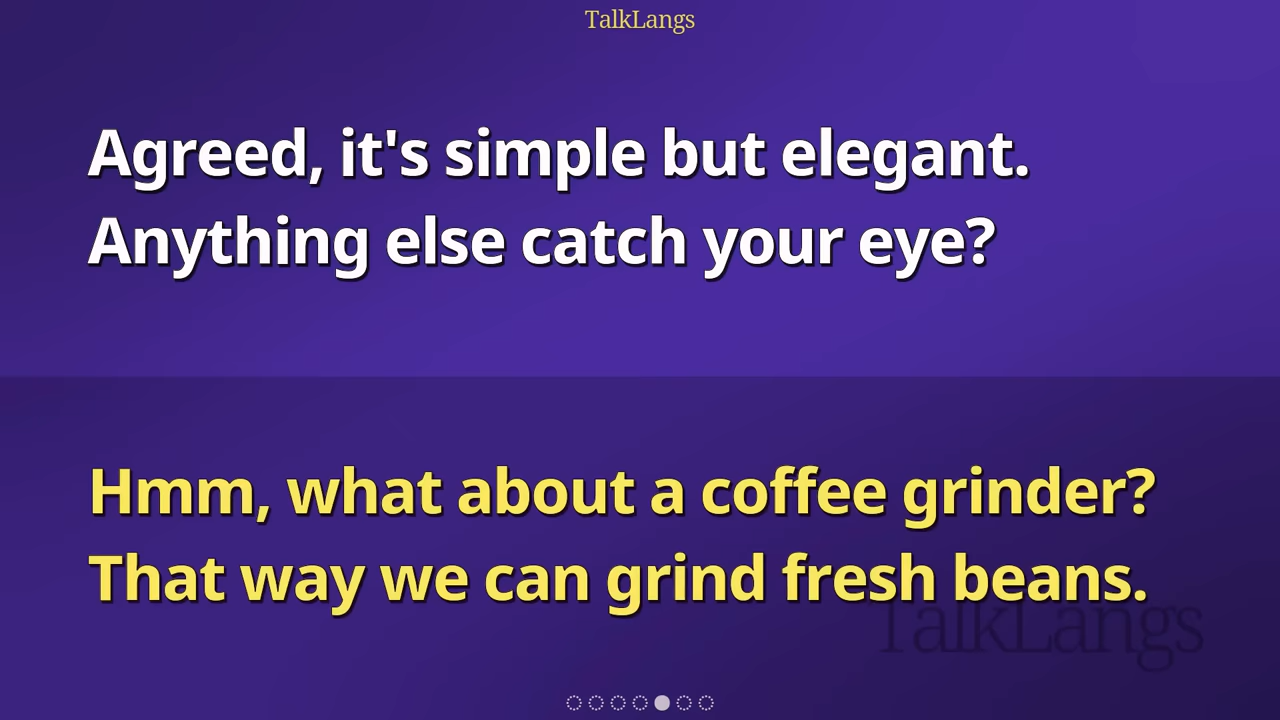 TalkLangs
Agreed, it's simple but elegant.
Anything else catch your eye?
Hmm, what about a coffee grinder?
That way we can grind fresh beans.
TalkLangs